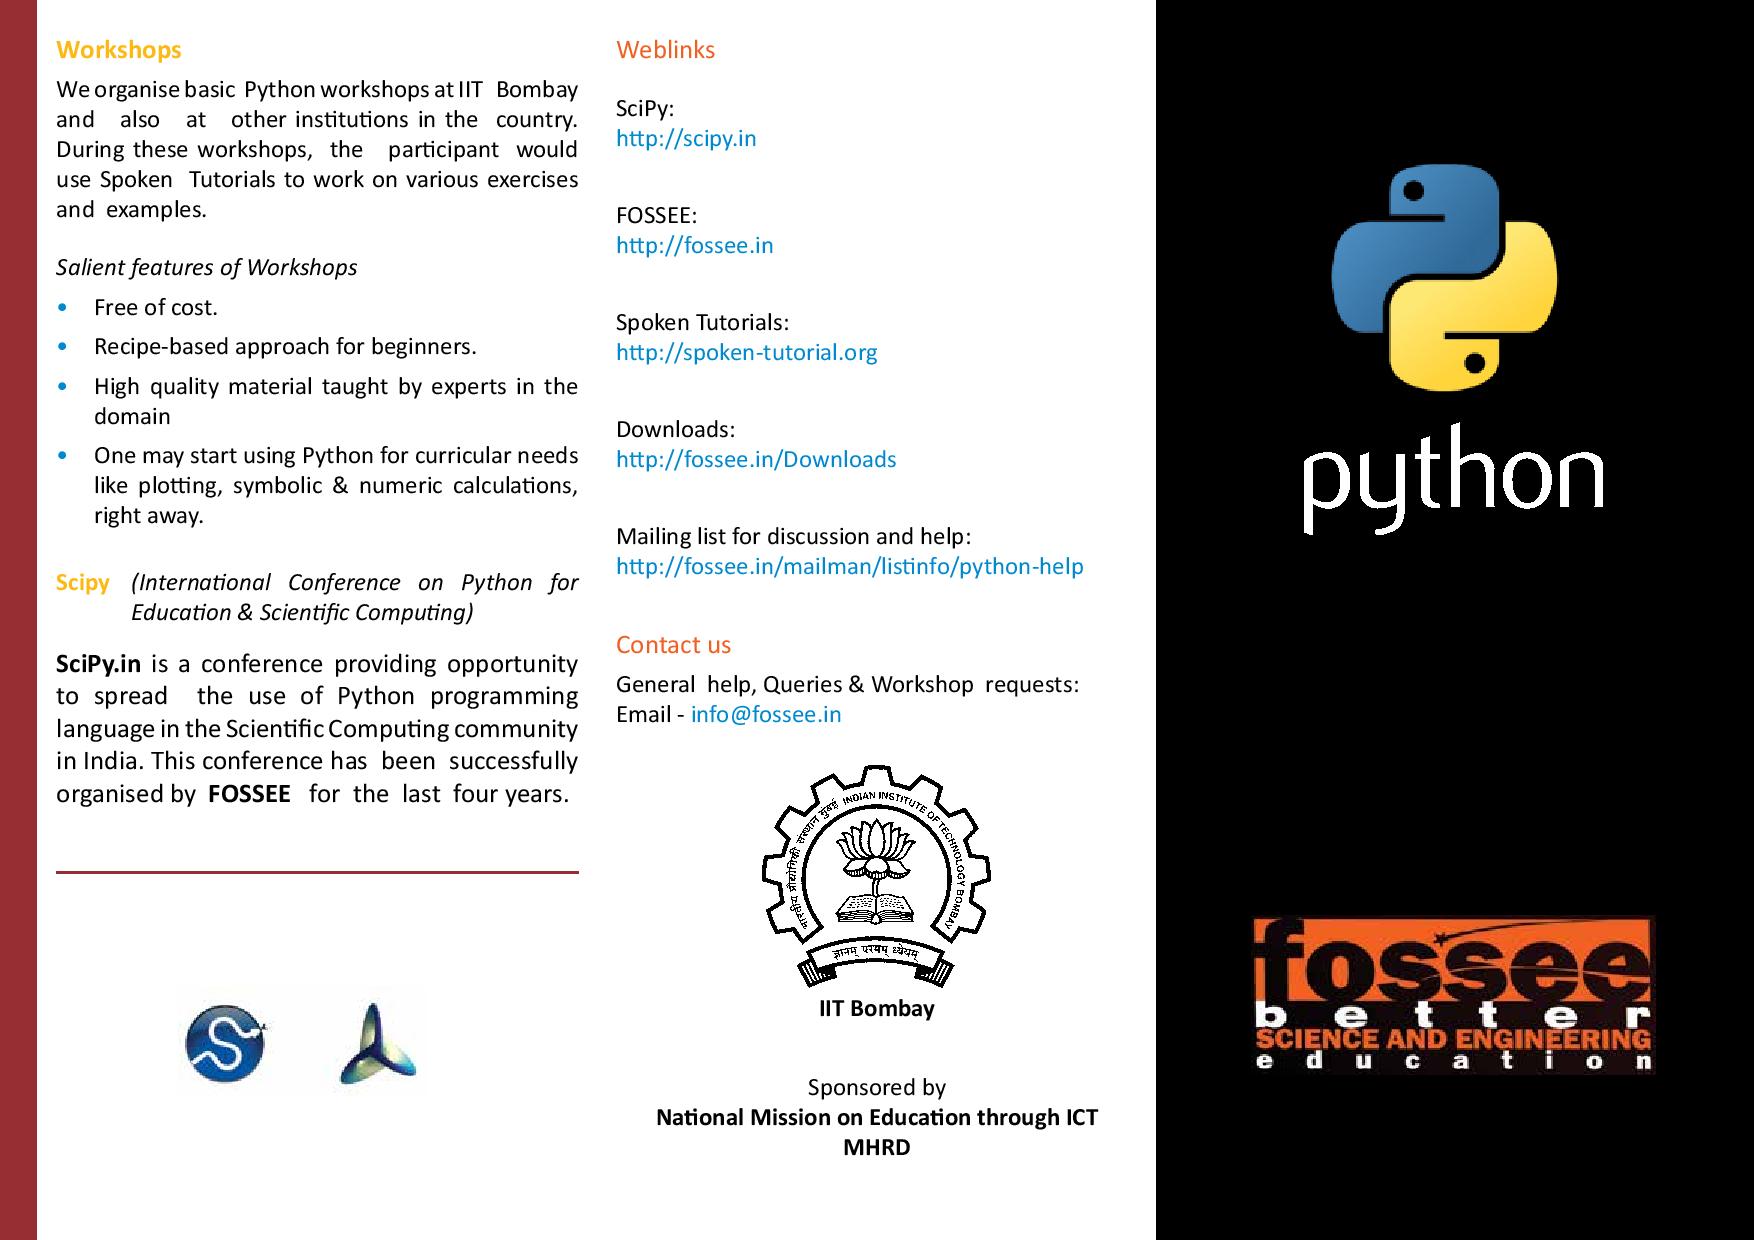 Workshops
We organise basic Python workshops at IIT Bombay
and also at other institutions in the country.
During these workshops, the participant would
use Spoken Tutorials to work on various exercises
and examples.
Salient features of Workshops
• Free of cost.
• Recipe-based approach for beginners.
• High quality material taught by experts in the
domain
• One may start using Python for curricular needs
like plotting, symbolic & numeric calculations,
right away.
Scipy (International Conference on Python for
Education & Scientific Computing)
SciPy.in is a conference providing opportunity
to spread the use of Python programming
language in the Scientific Computing community
in India. This conference has been successfully
organised by FOSSEE for the last four years.
Weblinks
SciPy:
http://scipy.in
FOSSEE:
http://fossee.in
Spoken Tutorials:
http://spoken-tutorial.org
Downloads:
http://fossee.in/Downloads
Mailing list for discussion and help:
http://fossee.in/mailman/listinfo/python-help
Contact us
General help, Queries & Workshop requests:
Email - info@fossee.in
भारतीय प्रौद्योगिकी संस्थान मुंबई INDIAN INSTITUTE OF TECHNOLOGY BOMBAY
ज्ञानम् परमम् ध्येयम्
IIT Bombay
Sponsored by
National Mission on Education through ICT
MHRD
python
fossee
better
SCIENCE AND ENGINEERING
education